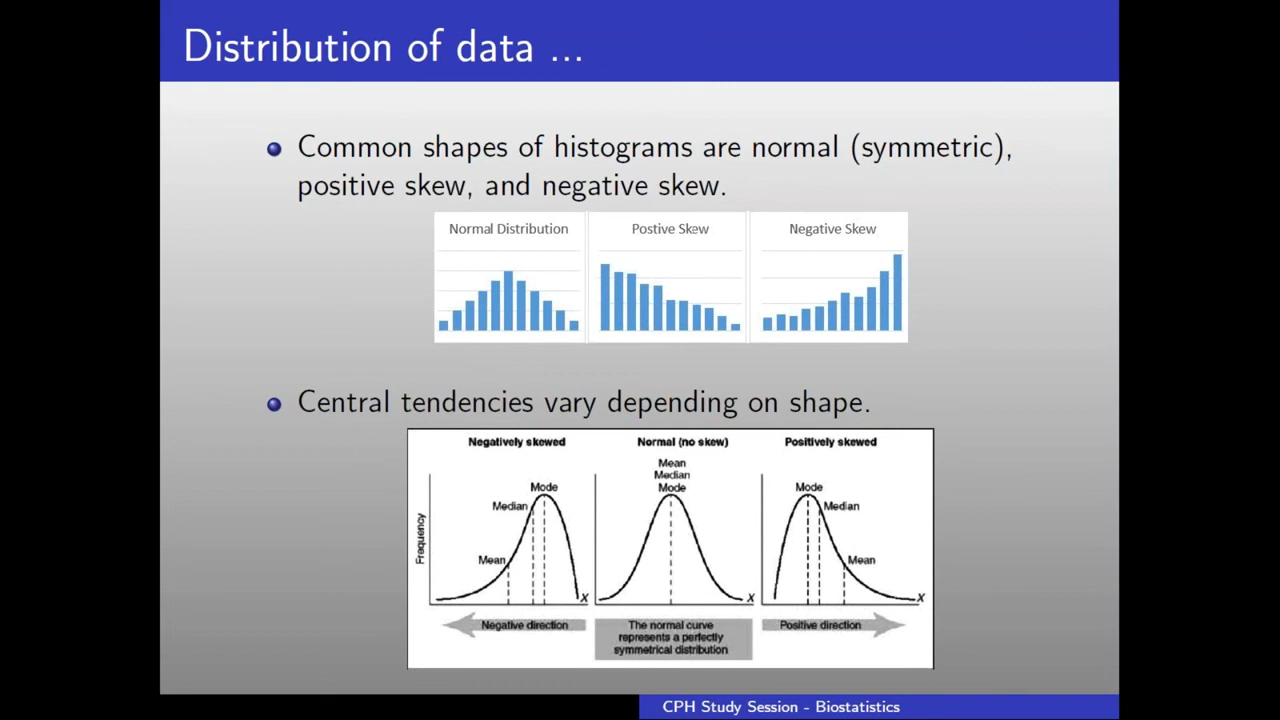 Distribution of data ...
Common shapes of histograms are normal (symmetric),
positive skew, and negative skew.
Normal Distribution
Postive Skew
Negative Skew
Central tendencies vary depending on shape.
Negatively skewed
Normal (no skew)
Positively skewed
Mean
Median
Mode
Mode
Median
Mean
Frequency
X
Mode
Median
Mean
X
X
Negative direction
The normal curve
represents a perfectly
symmetrical distribution
Positive direction
CPH Study Session - Biostatistics